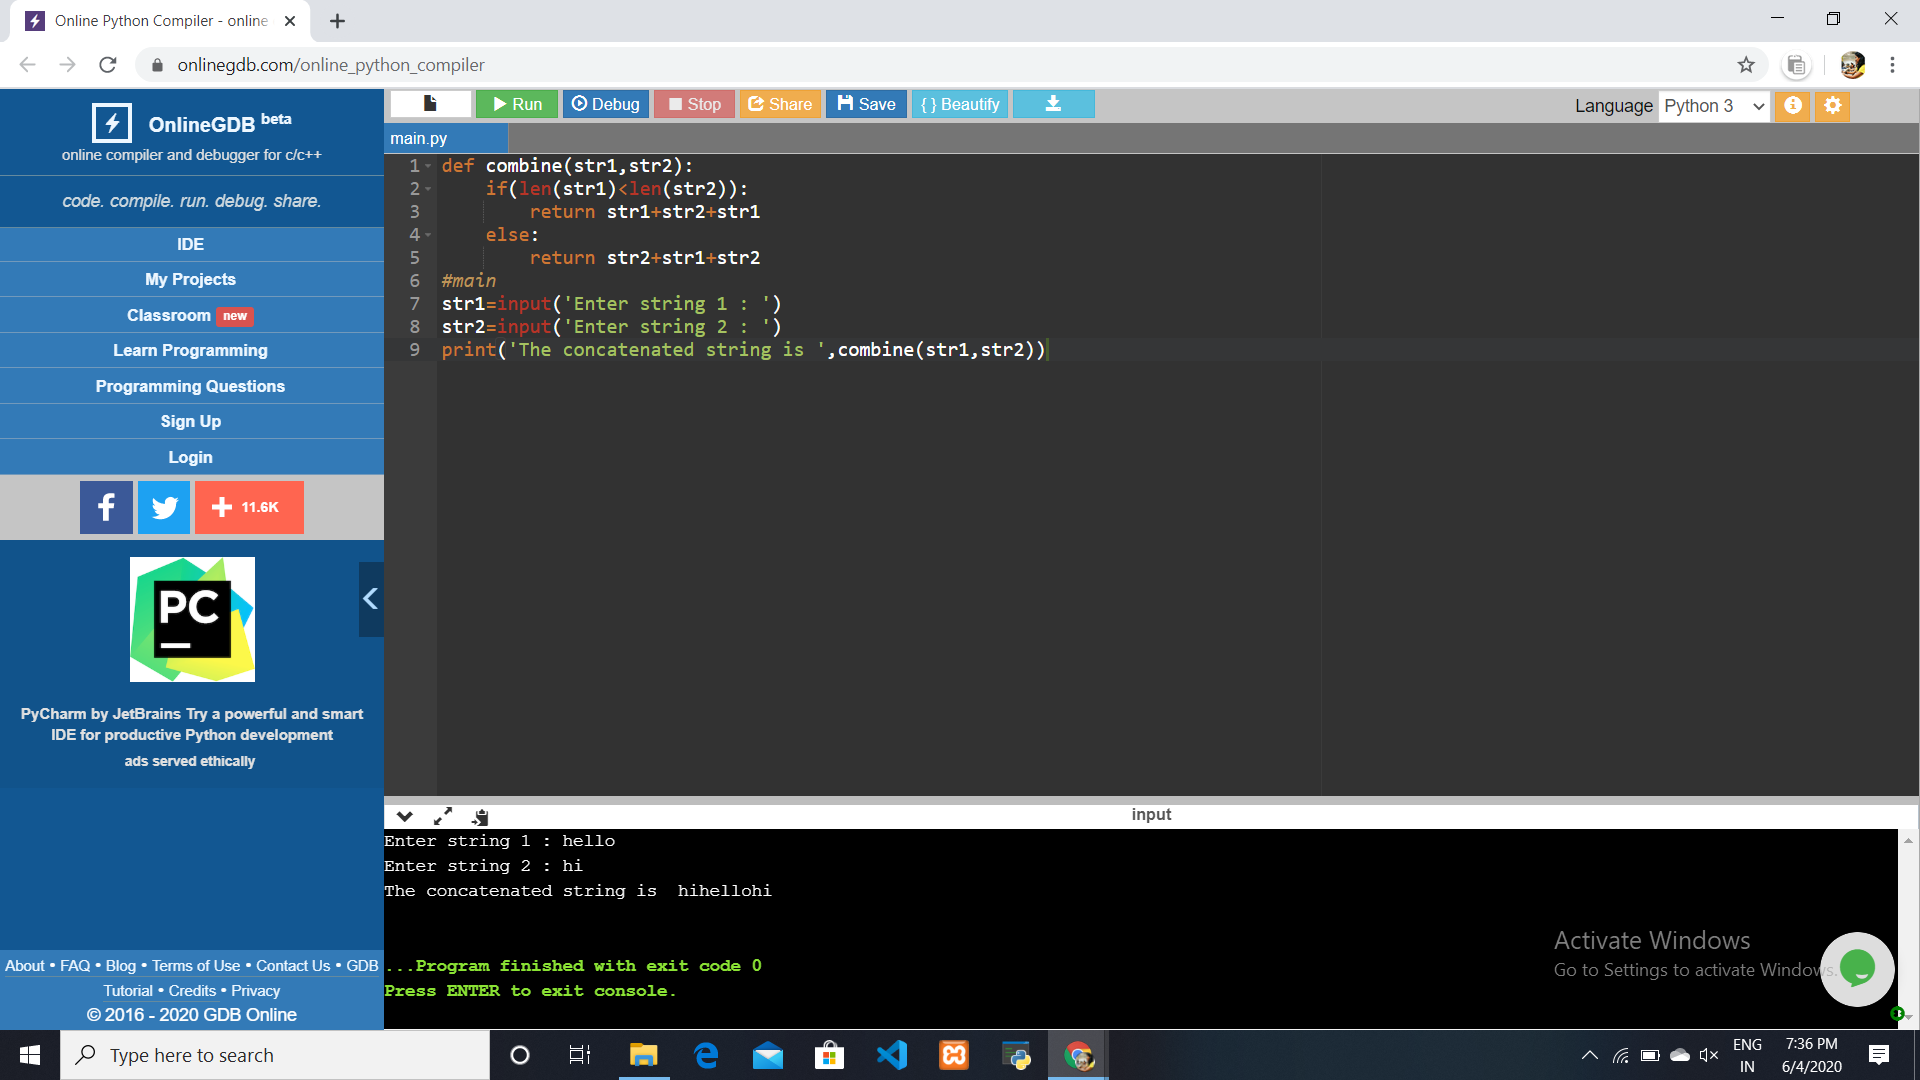 Online Python Compiler - online
onlinegdb.com/online_python_compiler
OnlineGDB beta
online compiler and debugger for c/c++
code. compile. run. debug. share.
IDE
My Projects
Classroom new
Learn Programming
Programming Questions
Sign Up
Login
11.6K
PC
PyCharm by JetBrains Try a powerful and smart
IDE for productive Python development
ads served ethically
About • FAQ • Blog • Terms of Use • Contact Us • GDB
Tutorial • Credits • Privacy
© 2016 - 2020 GDB Online
Run Debug Stop Share Save { } Beautify
Language Python 3
main.py
1 def combine(str1,str2):
2     if(len(str1)<len(str2)):
3         return str1+str2+str1
4     else:
5         return str2+str1+str2
6 #main
7 str1=input('Enter string 1 : ')
8 str2=input('Enter string 2 : ')
9 print('The concatenated string is ',combine(str1,str2))
input
Enter string 1 : hello
Enter string 2 : hi
The concatenated string is  hihellohi
...Program finished with exit code 0
Press ENTER to exit console.
Activate Windows
Go to Settings to activate Windows.
Type here to search
ENG
IN
7:36 PM
6/4/2020